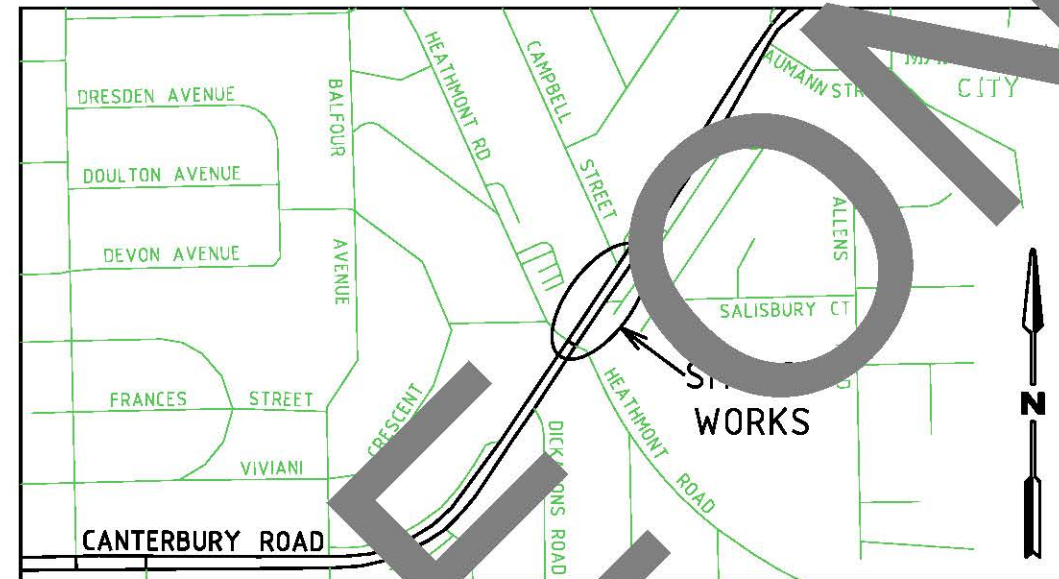 HEATHMONT RD
CAMPBELL
STREET
AUMANN
CITY
DRESDEN AVENUE
BALFOUR
AVENUE
DOULTON AVENUE
DEVON AVENUE
ALLENS
SALISBURY CT
WORKS
FRANCES STREET
CRESCENT
HEATHMONT
ROAD
VIVIANI
ROAD
CANTERBURY ROAD
N